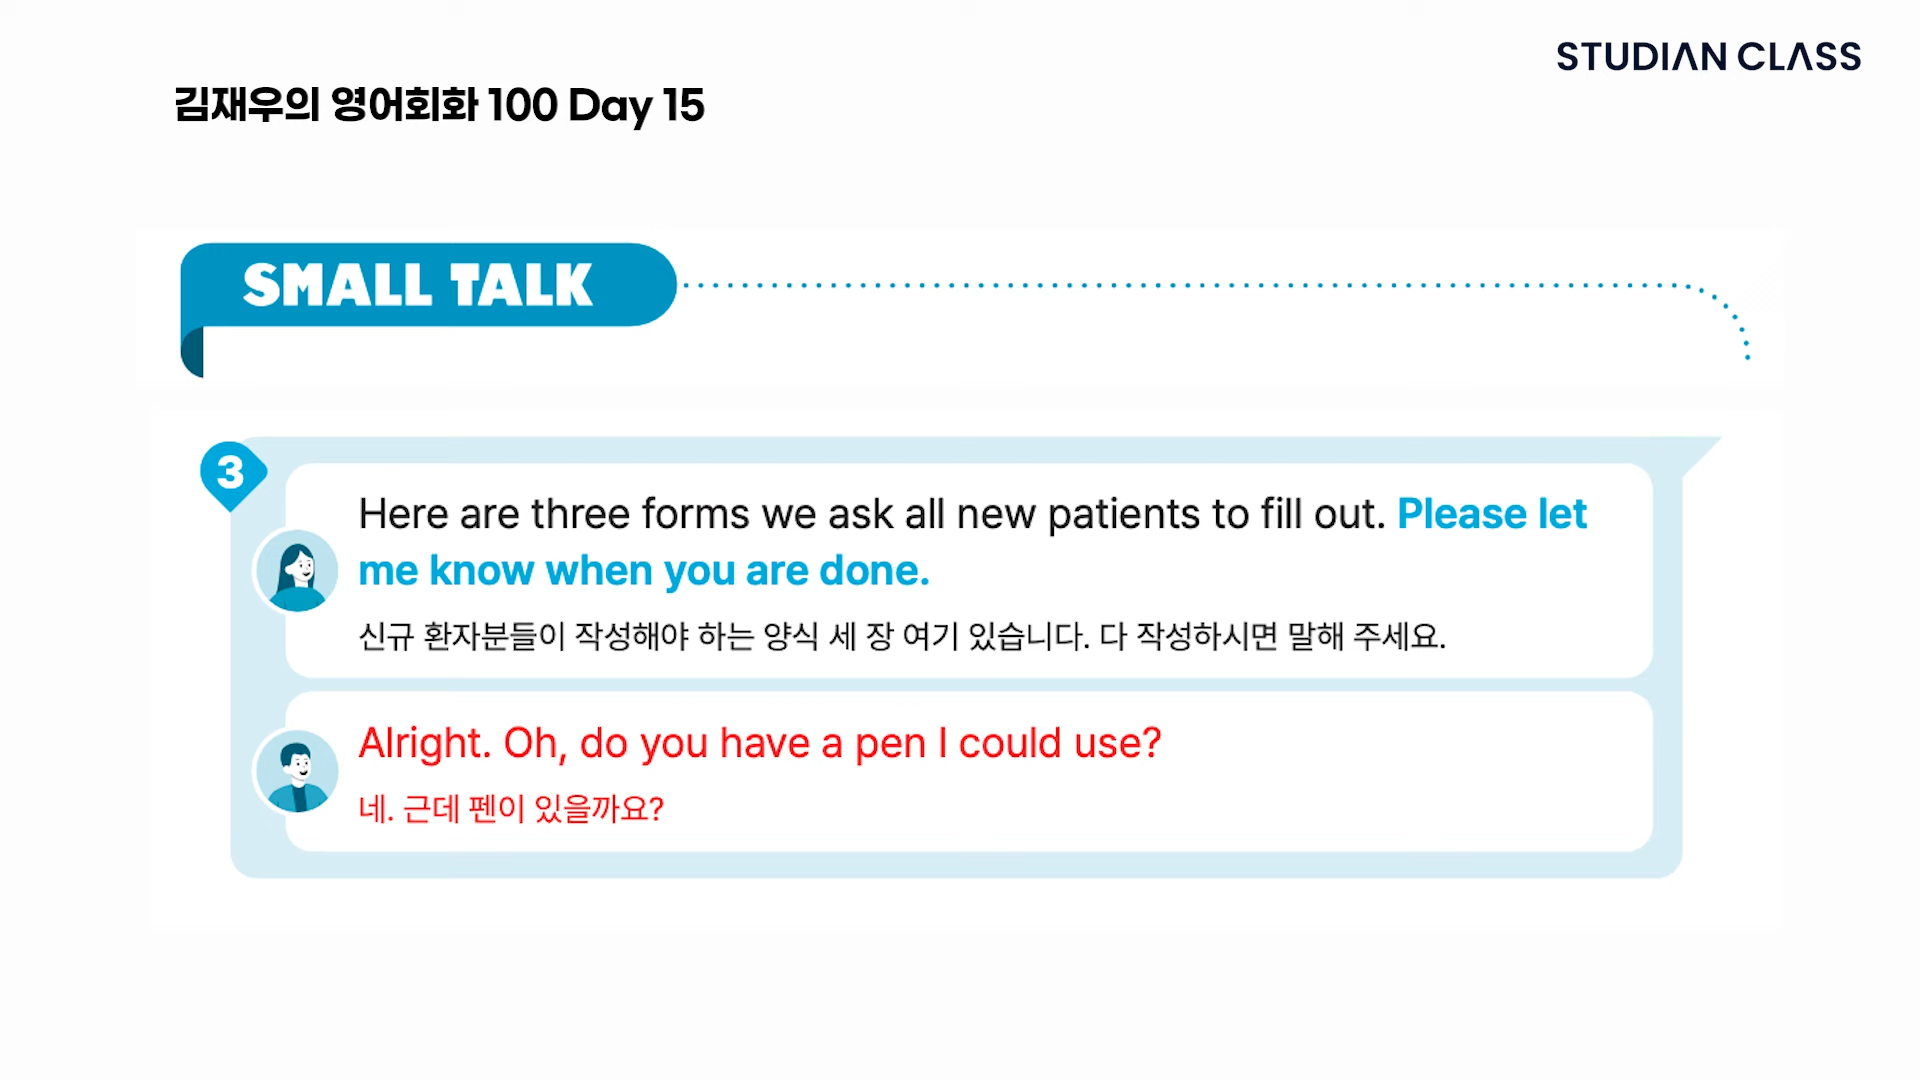 STUDIAN CLASS
김재우의 영어회화 100 Day 15
SMALL TALK
3
Here are three forms we ask all new patients to fill out. Please let
me know when you are done.
신규 환자분들이 작성해야 하는 양식 세 장 여기 있습니다. 다 작성하시면 말해 주세요.
Alright. Oh, do you have a pen I could use?
네. 근데 펜이 있을까요?